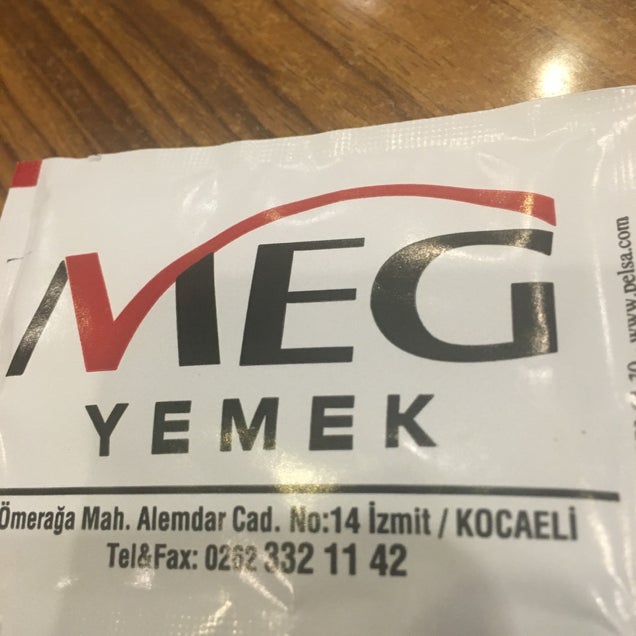 MEG
YEMEK
Ömerağa Mah. Alemdar Cad. No:14 İzmit / KOCAELİ
Tel&Fax: 0262 332 11 42
www.pelsa.com